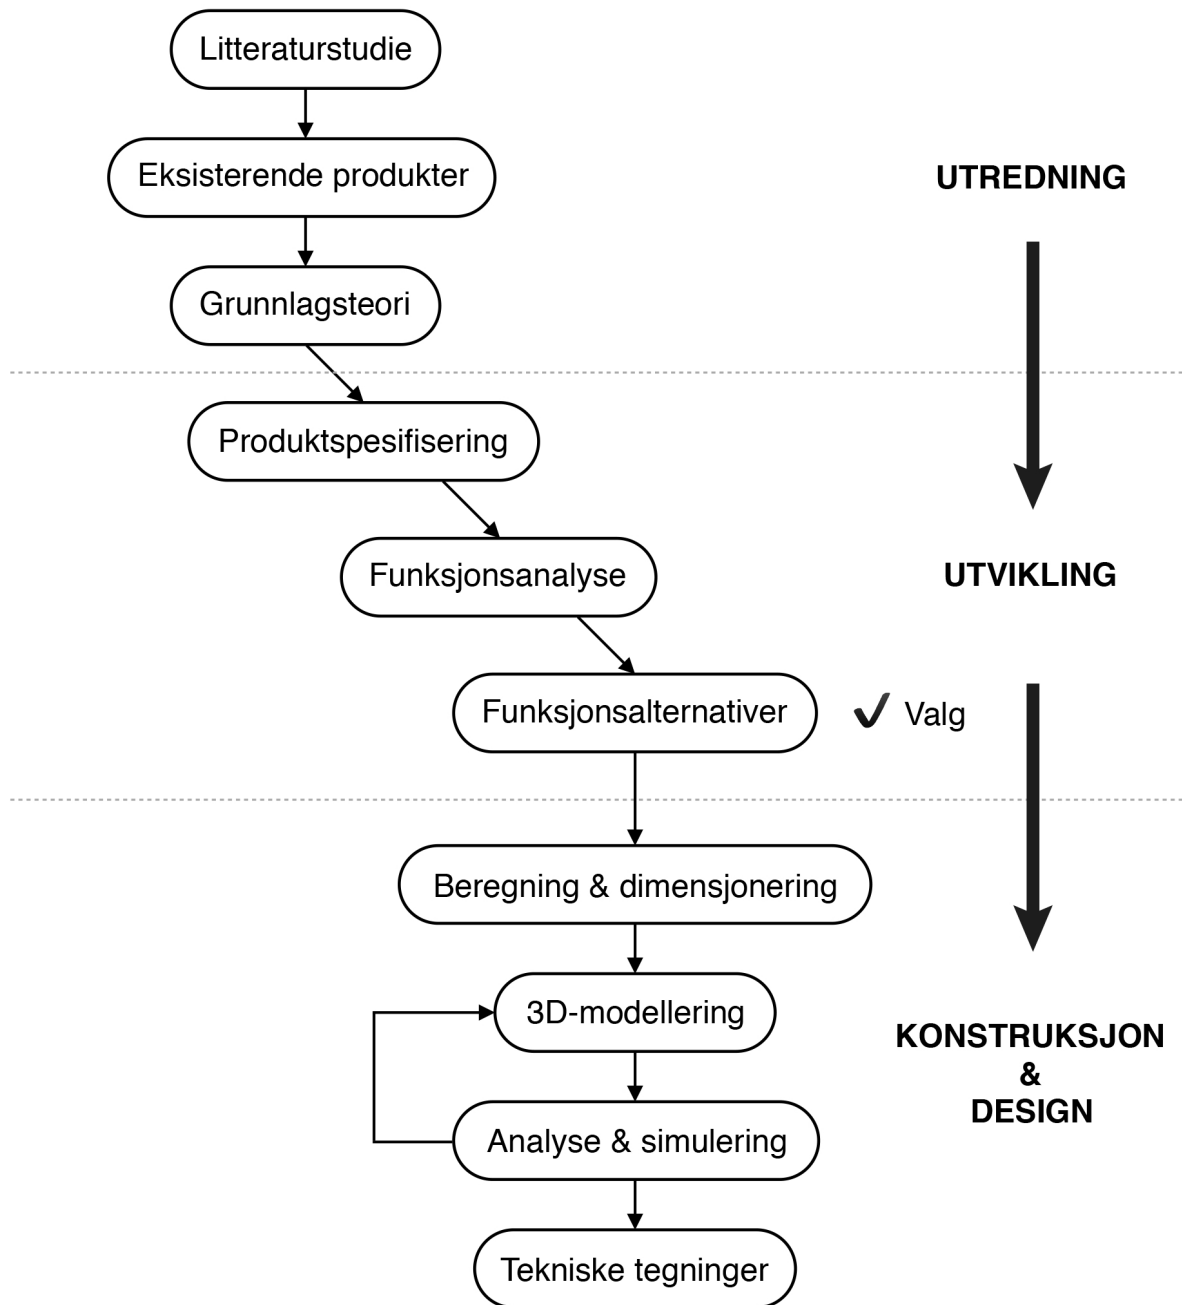 Litteraturstudie
Eksisterende produkter
UTREDNING
Grunnlagsteori
Produktspesifisering
Funksjonsanalyse
UTVIKLING
Funksjonsalternativer
Valg
Beregning & dimensjonering
3D-modellering
KONSTRUKSJON
&
DESIGN
Analyse & simulering
Tekniske tegninger